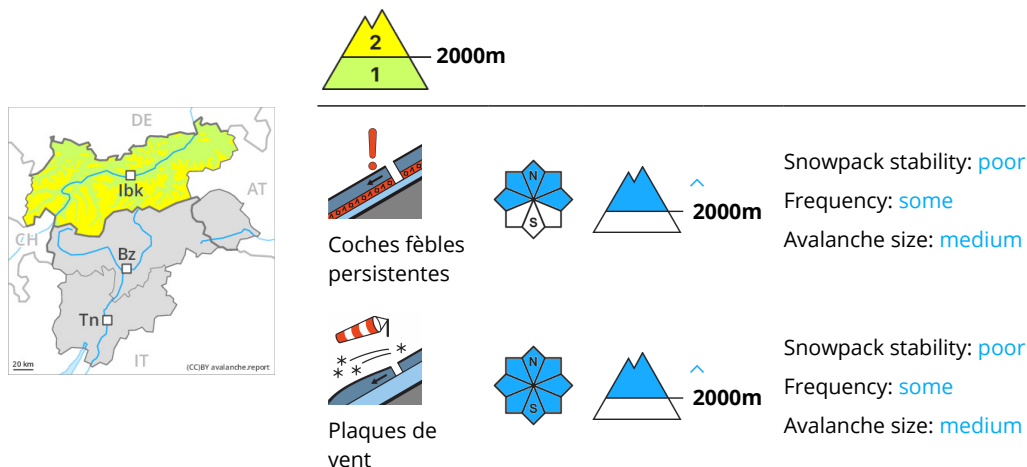 2
2000m
1
DE
Ibk
AT
CH
Bz
Tn
IT
20 km
(CC)BY avalanche.report
N
S
2000m
Coches fèbles
persistentes
Snowpack stability: poor
Frequency: some
Avalanche size: medium
N
S
2000m
Plaques de
vent
Snowpack stability: poor
Frequency: some
Avalanche size: medium